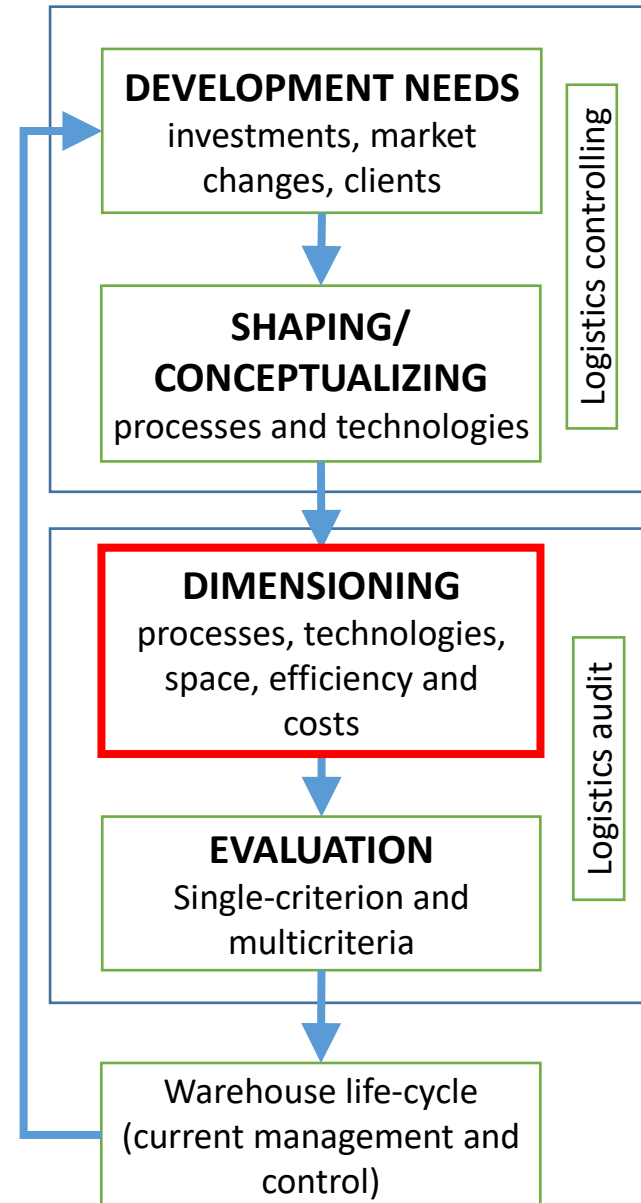 DEVELOPMENT NEEDS
investments, market
changes, clients
Logistics controlling
SHAPING/
CONCEPTUALIZING
processes and technologies
DIMENSIONING
processes, technologies,
space, efficiency and
costs
Logistics audit
EVALUATION
Single-criterion and
multicriteria
Warehouse life-cycle
(current management and
control)